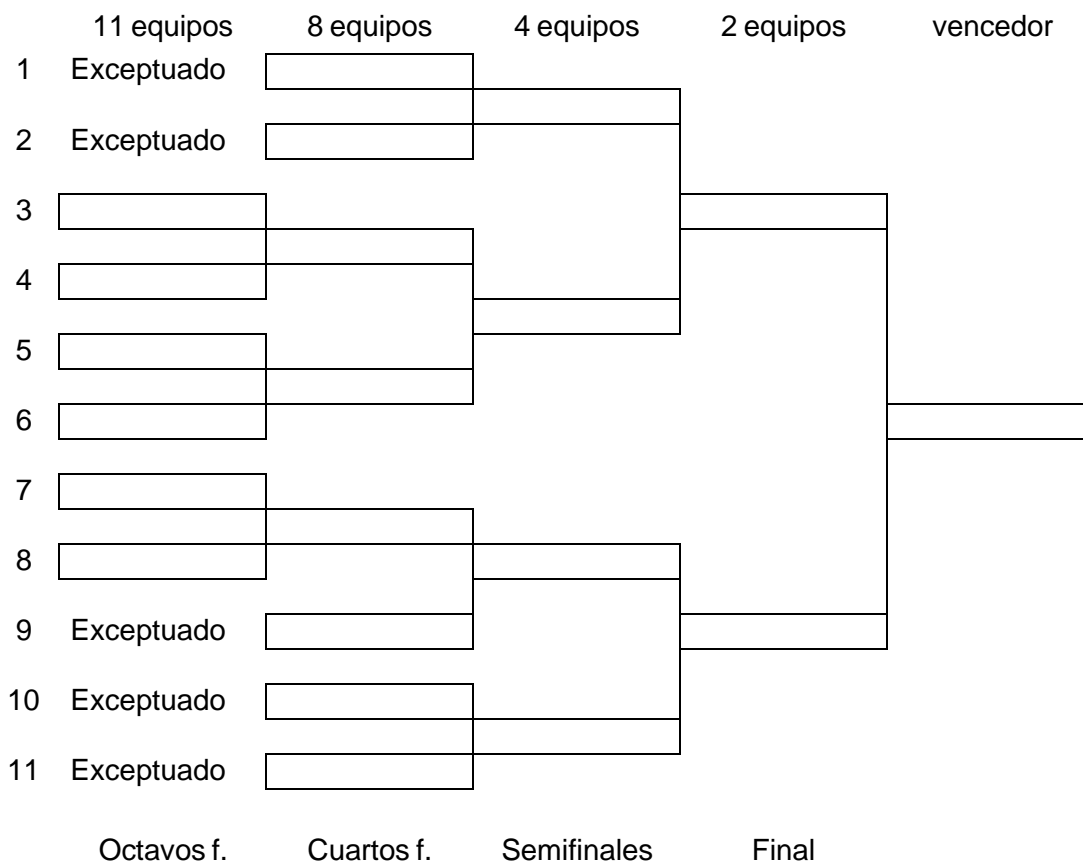 11 equipos 8 equipos 4 equipos 2 equipos vencedor
1 Exceptuado
2 Exceptuado
3
4
5
6
7
8
9 Exceptuado
10 Exceptuado
11 Exceptuado
Octavos f. Cuartos f. Semifinales Final